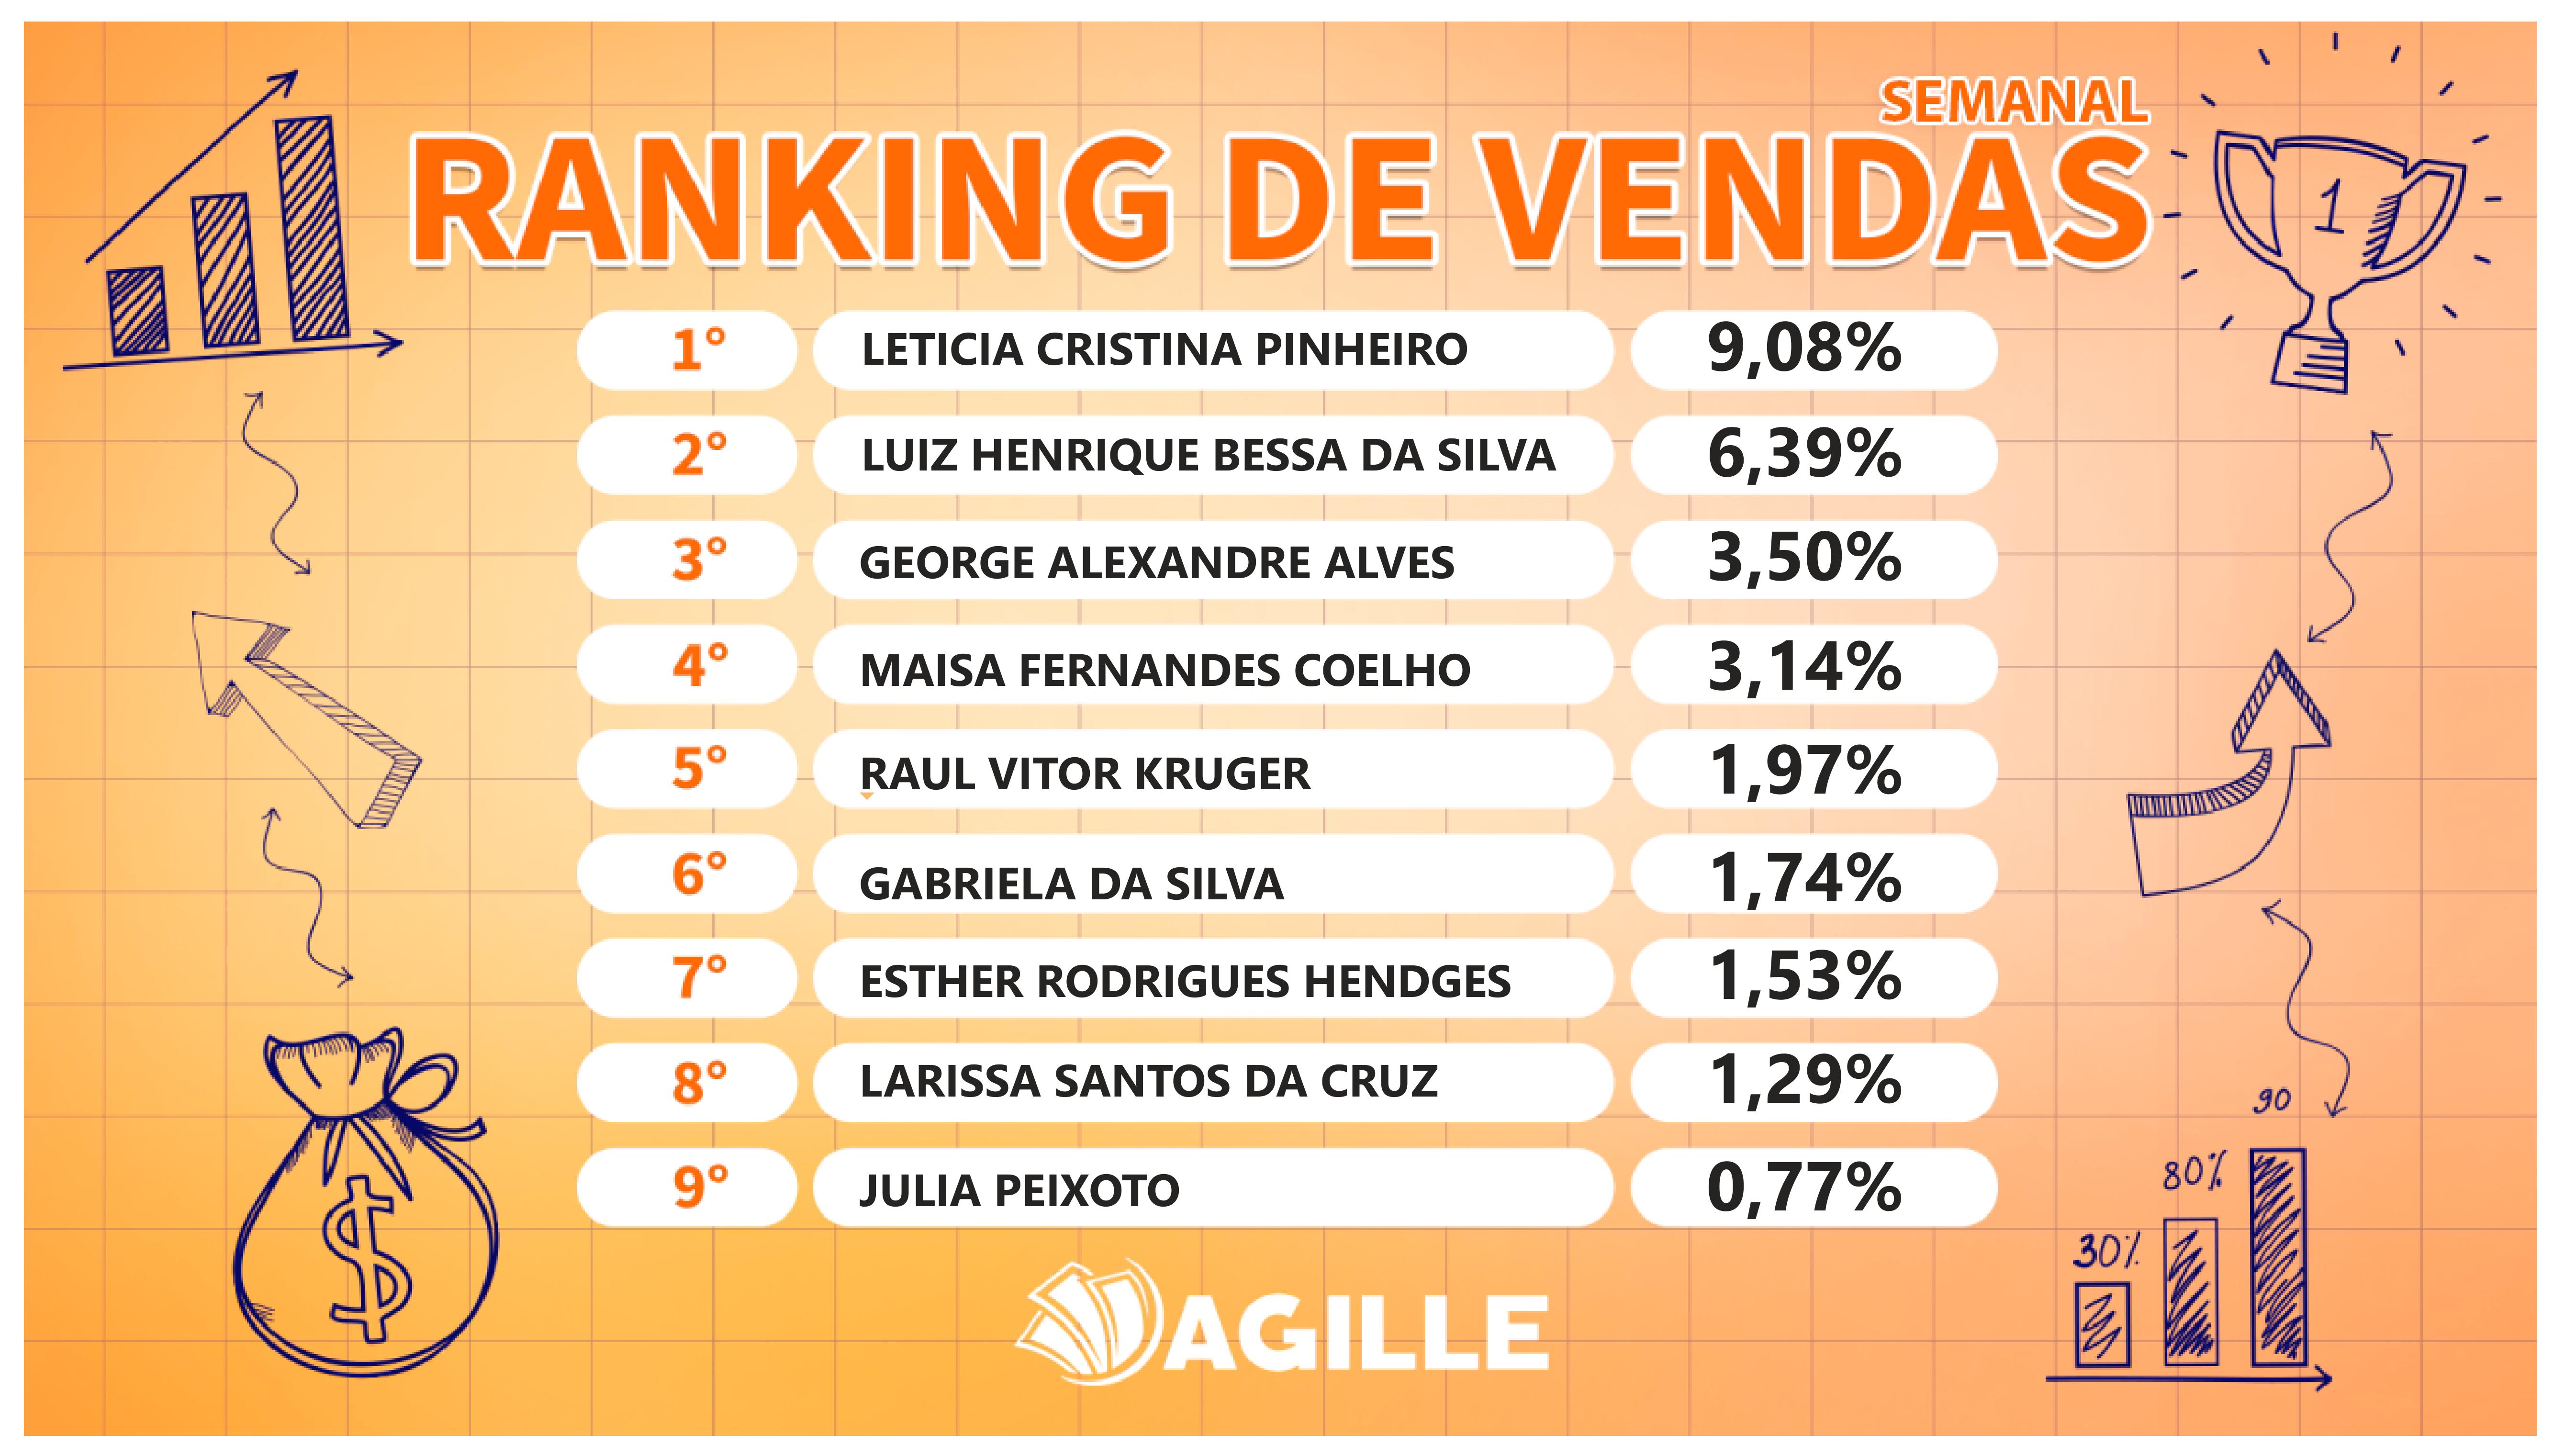 SEMANAL
RANKING DE VENDAS
1
1° LETICIA CRISTINA PINHEIRO 9,08%
2° LUIZ HENRIQUE BESSA DA SILVA 6,39%
3° GEORGE ALEXANDRE ALVES 3,50%
4° MAISA FERNANDES COELHO 3,14%
5° RAUL VITOR KRUGER 1,97%
6° GABRIELA DA SILVA 1,74%
7° ESTHER RODRIGUES HENDGES 1,53%
8° LARISSA SANTOS DA CRUZ 1,29%
9° JULIA PEIXOTO 0,77%
90
80%
30%
$
AGILLE